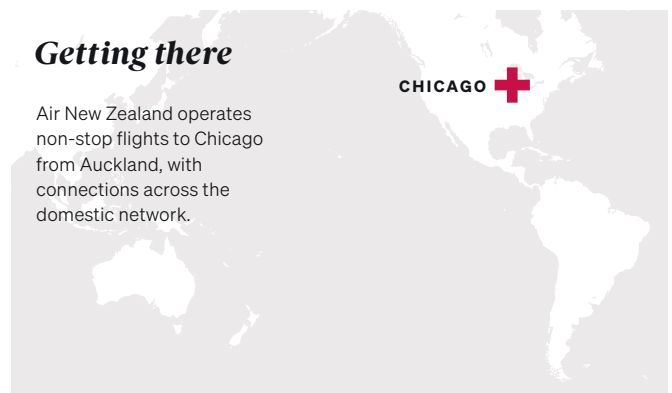 Getting there
CHICAGO
Air New Zealand operates
non-stop flights to Chicago
from Auckland, with
connections across the
domestic network.